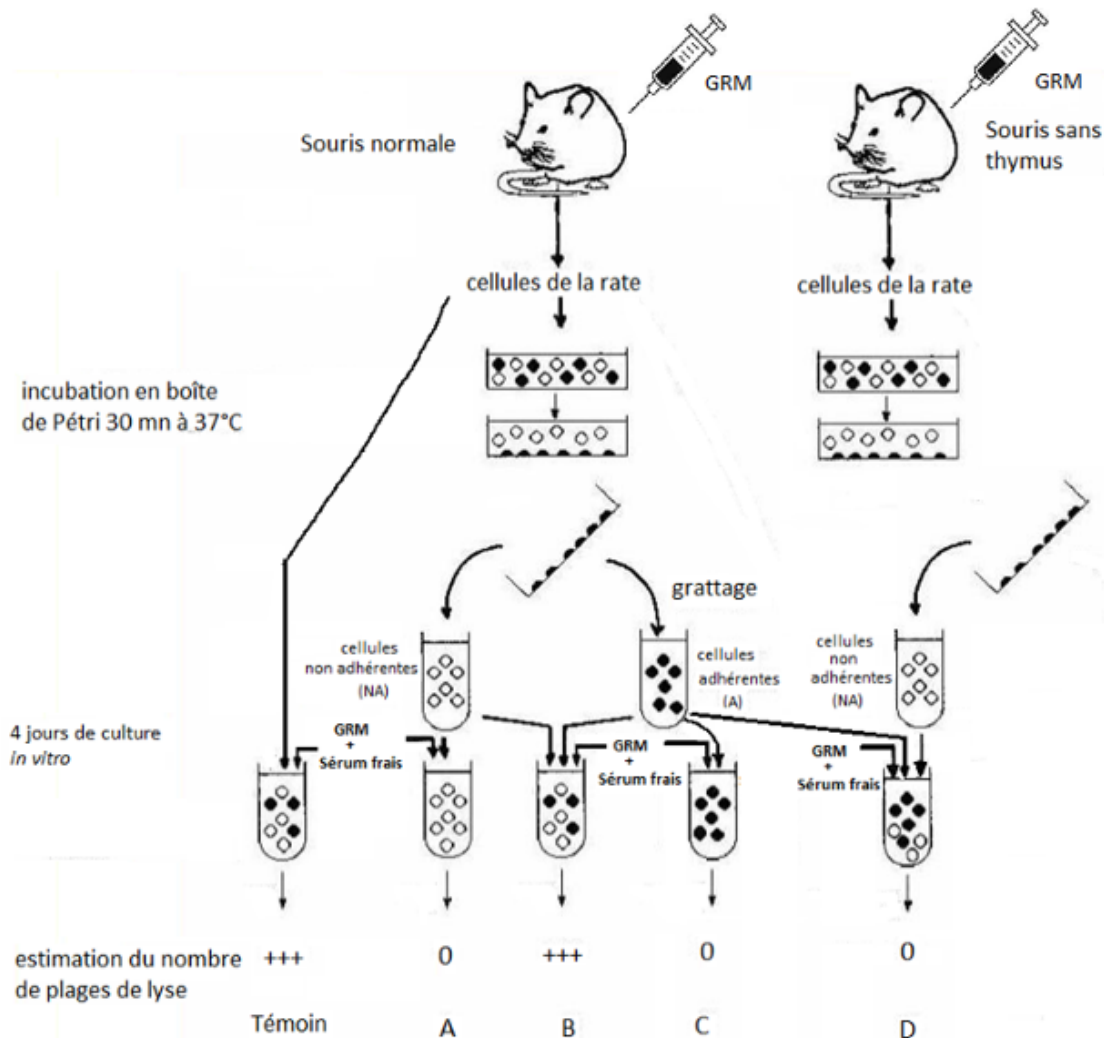 GRM
GRM
Souris normale
Souris sans
thymus
cellules de la rate
cellules de la rate
incubation en boîte
de Pétri 30 mn à 37°C
grattage
cellules
non adhérentes
(NA)
cellules
adhérentes
(A)
cellules
non
adhérentes
(NA)
4 jours de culture
in vitro
GRM
+
Sérum frais
GRM
+
Sérum frais
GRM
+
Sérum frais
estimation du nombre
de plages de lyse
+++
0
+++
0
0
Témoin
A
B
C
D